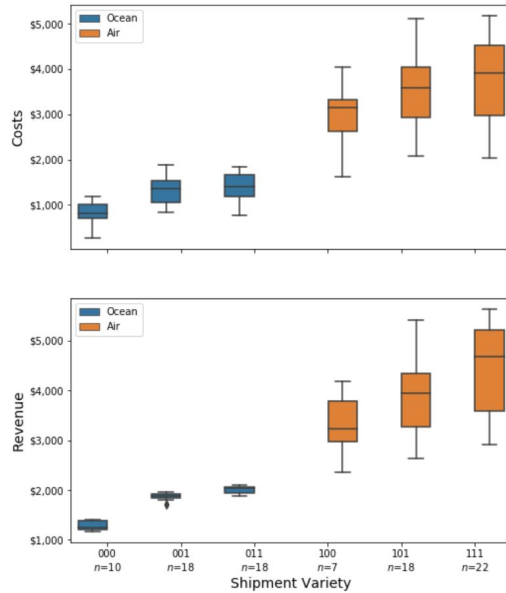 Ocean
Air
$5,000
$4,000
$3,000
$2,000
$1,000
Costs
Ocean
Air
$5,000
$4,000
$3,000
$2,000
$1,000
Revenue
000 001 011 100 101 111
n=10 n=18 n=18 n=7 n=18 n=22
Shipment Variety